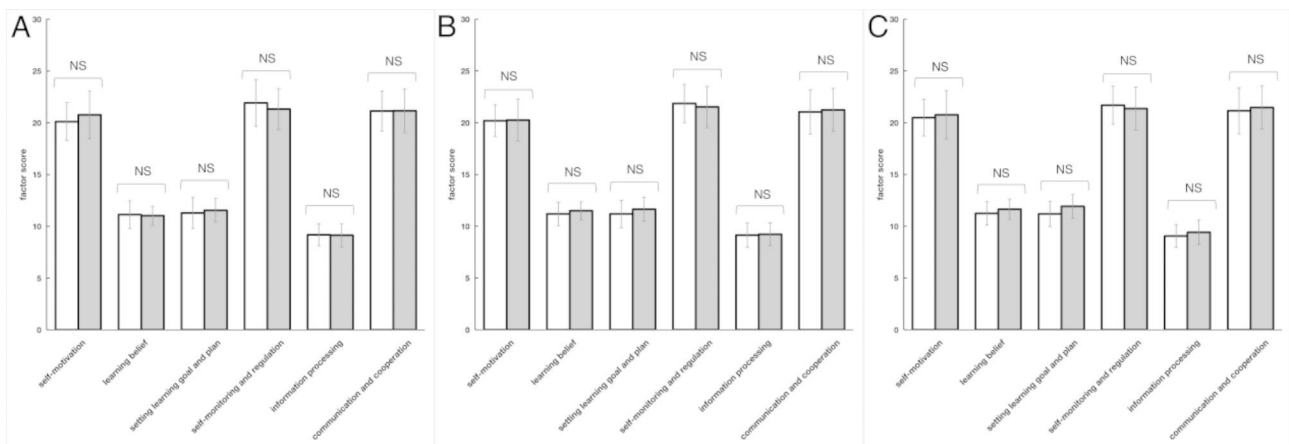 A
30
25
20
15
10
5
0
factor score
NS
NS
NS
NS
NS
NS
self-motivation
learning belief
setting learning goal and plan
self-monitoring and regulation
information processing
communication and cooperation
B
30
25
20
15
10
5
0
factor score
NS
NS
NS
NS
NS
NS
self-motivation
learning belief
setting learning goal and plan
self-monitoring and regulation
information processing
communication and cooperation
C
30
25
20
15
10
5
0
factor score
NS
NS
NS
NS
NS
NS
self-motivation
learning belief
setting learning goal and plan
self-monitoring and regulation
information processing
communication and cooperation